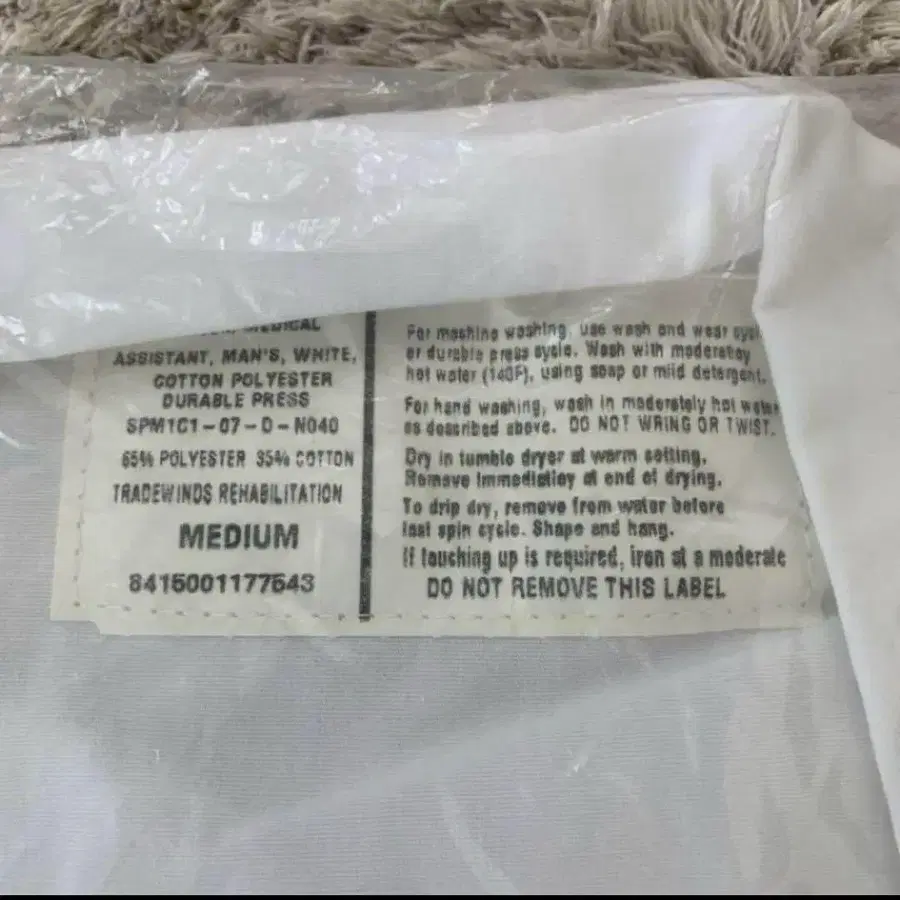 MEDICAL
ASSISTANT, MAN'S, WHITE,
COTTON POLYESTER
DURABLE PRESS
SPM1C1-07-D-N040
65% POLYESTER 35% COTTON
TRADEWINDS REHABILITATION
MEDIUM
8415001177543
For machine washing, use wash and wear
or durable press cycle. Wash with moderatley
hot water (140F), using soap or mild detergent.
For hand washing, wash in moderately hot water
as described above. DO NOT WRING OR TWIST.
Dry in tumble dryer at warm setting.
Remove immediatley at end of drying.
To drip dry, remove from water before
last spin cycle. Shape and hang.
If touching up is required, iron at a moderate
DO NOT REMOVE THIS LABEL